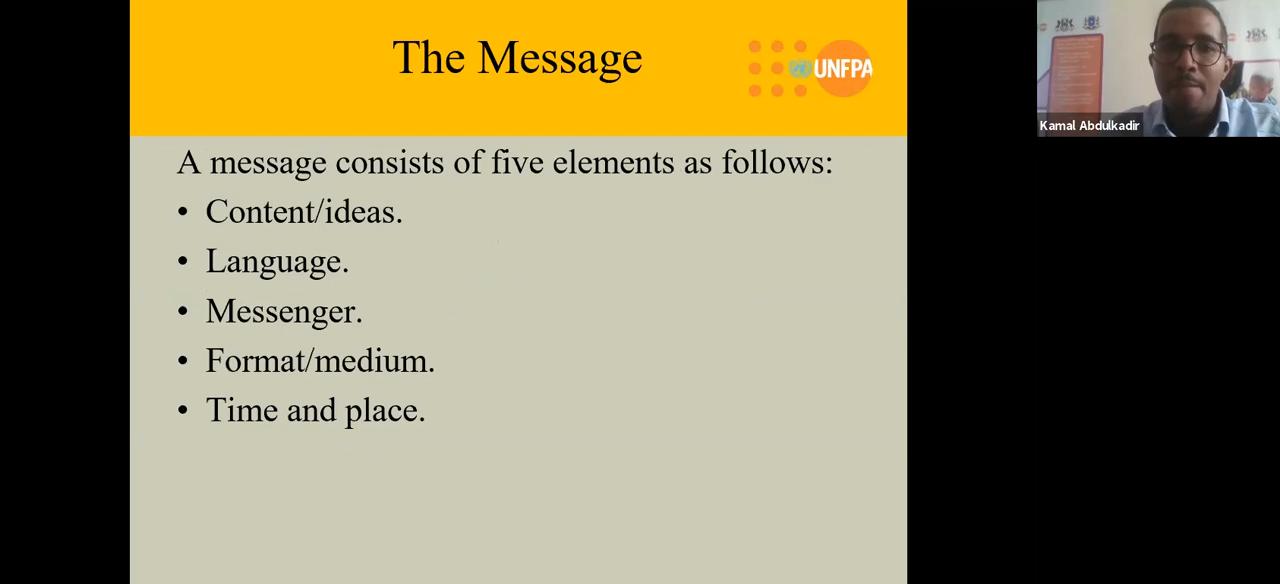 The Message
UNFPA
A message consists of five elements as follows:
• Content/ideas.
• Language.
• Messenger.
• Format/medium.
• Time and place.
Kamal Abdulkadir